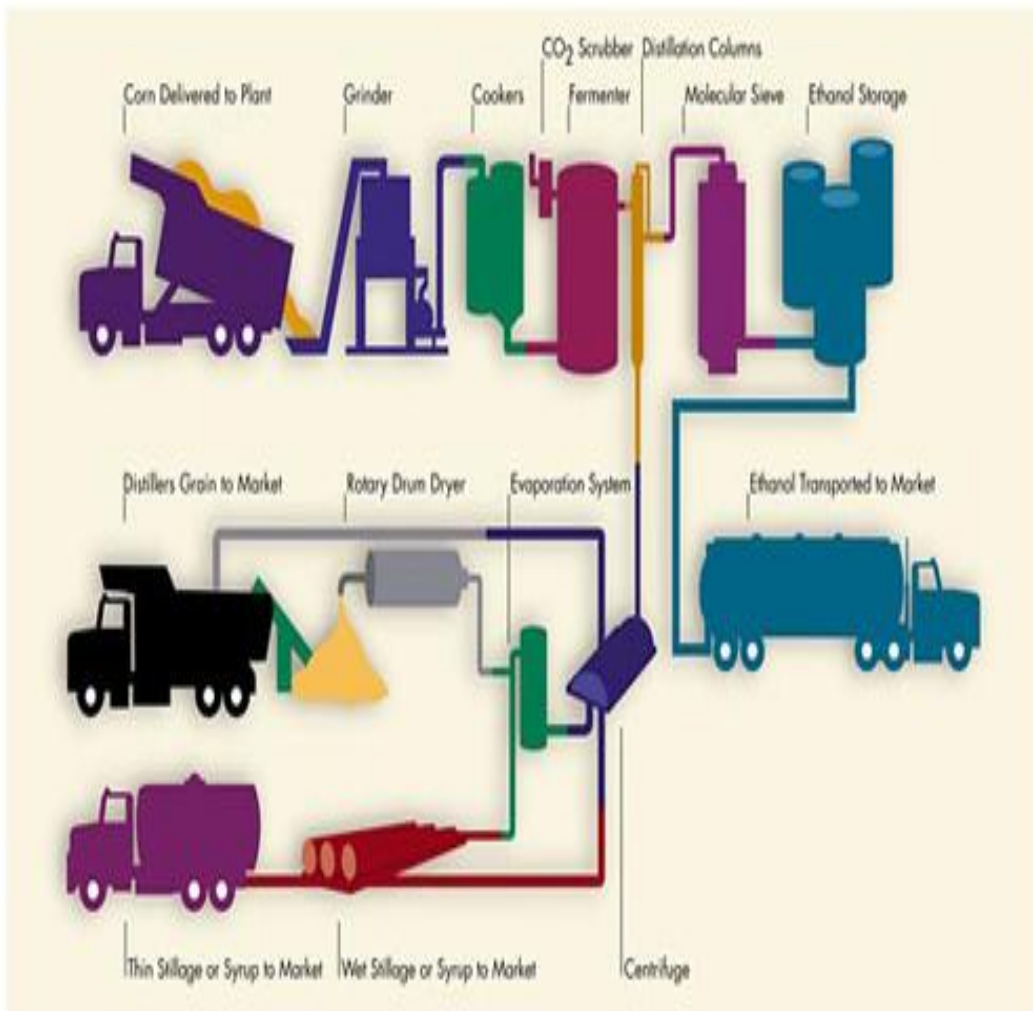 CO2 Scrubber
Distillation Columns
Corn Delivered to Plant
Grinder
Cookers
Fermenter
Molecular Sieve
Ethanol Storage
Distillers Grain to Market
Rotary Drum Dryer
Evaporation System
Ethanol Transported to Market
Thin Stillage or Syrup to Market
Wet Stillage or Syrup to Market
Centrifuge